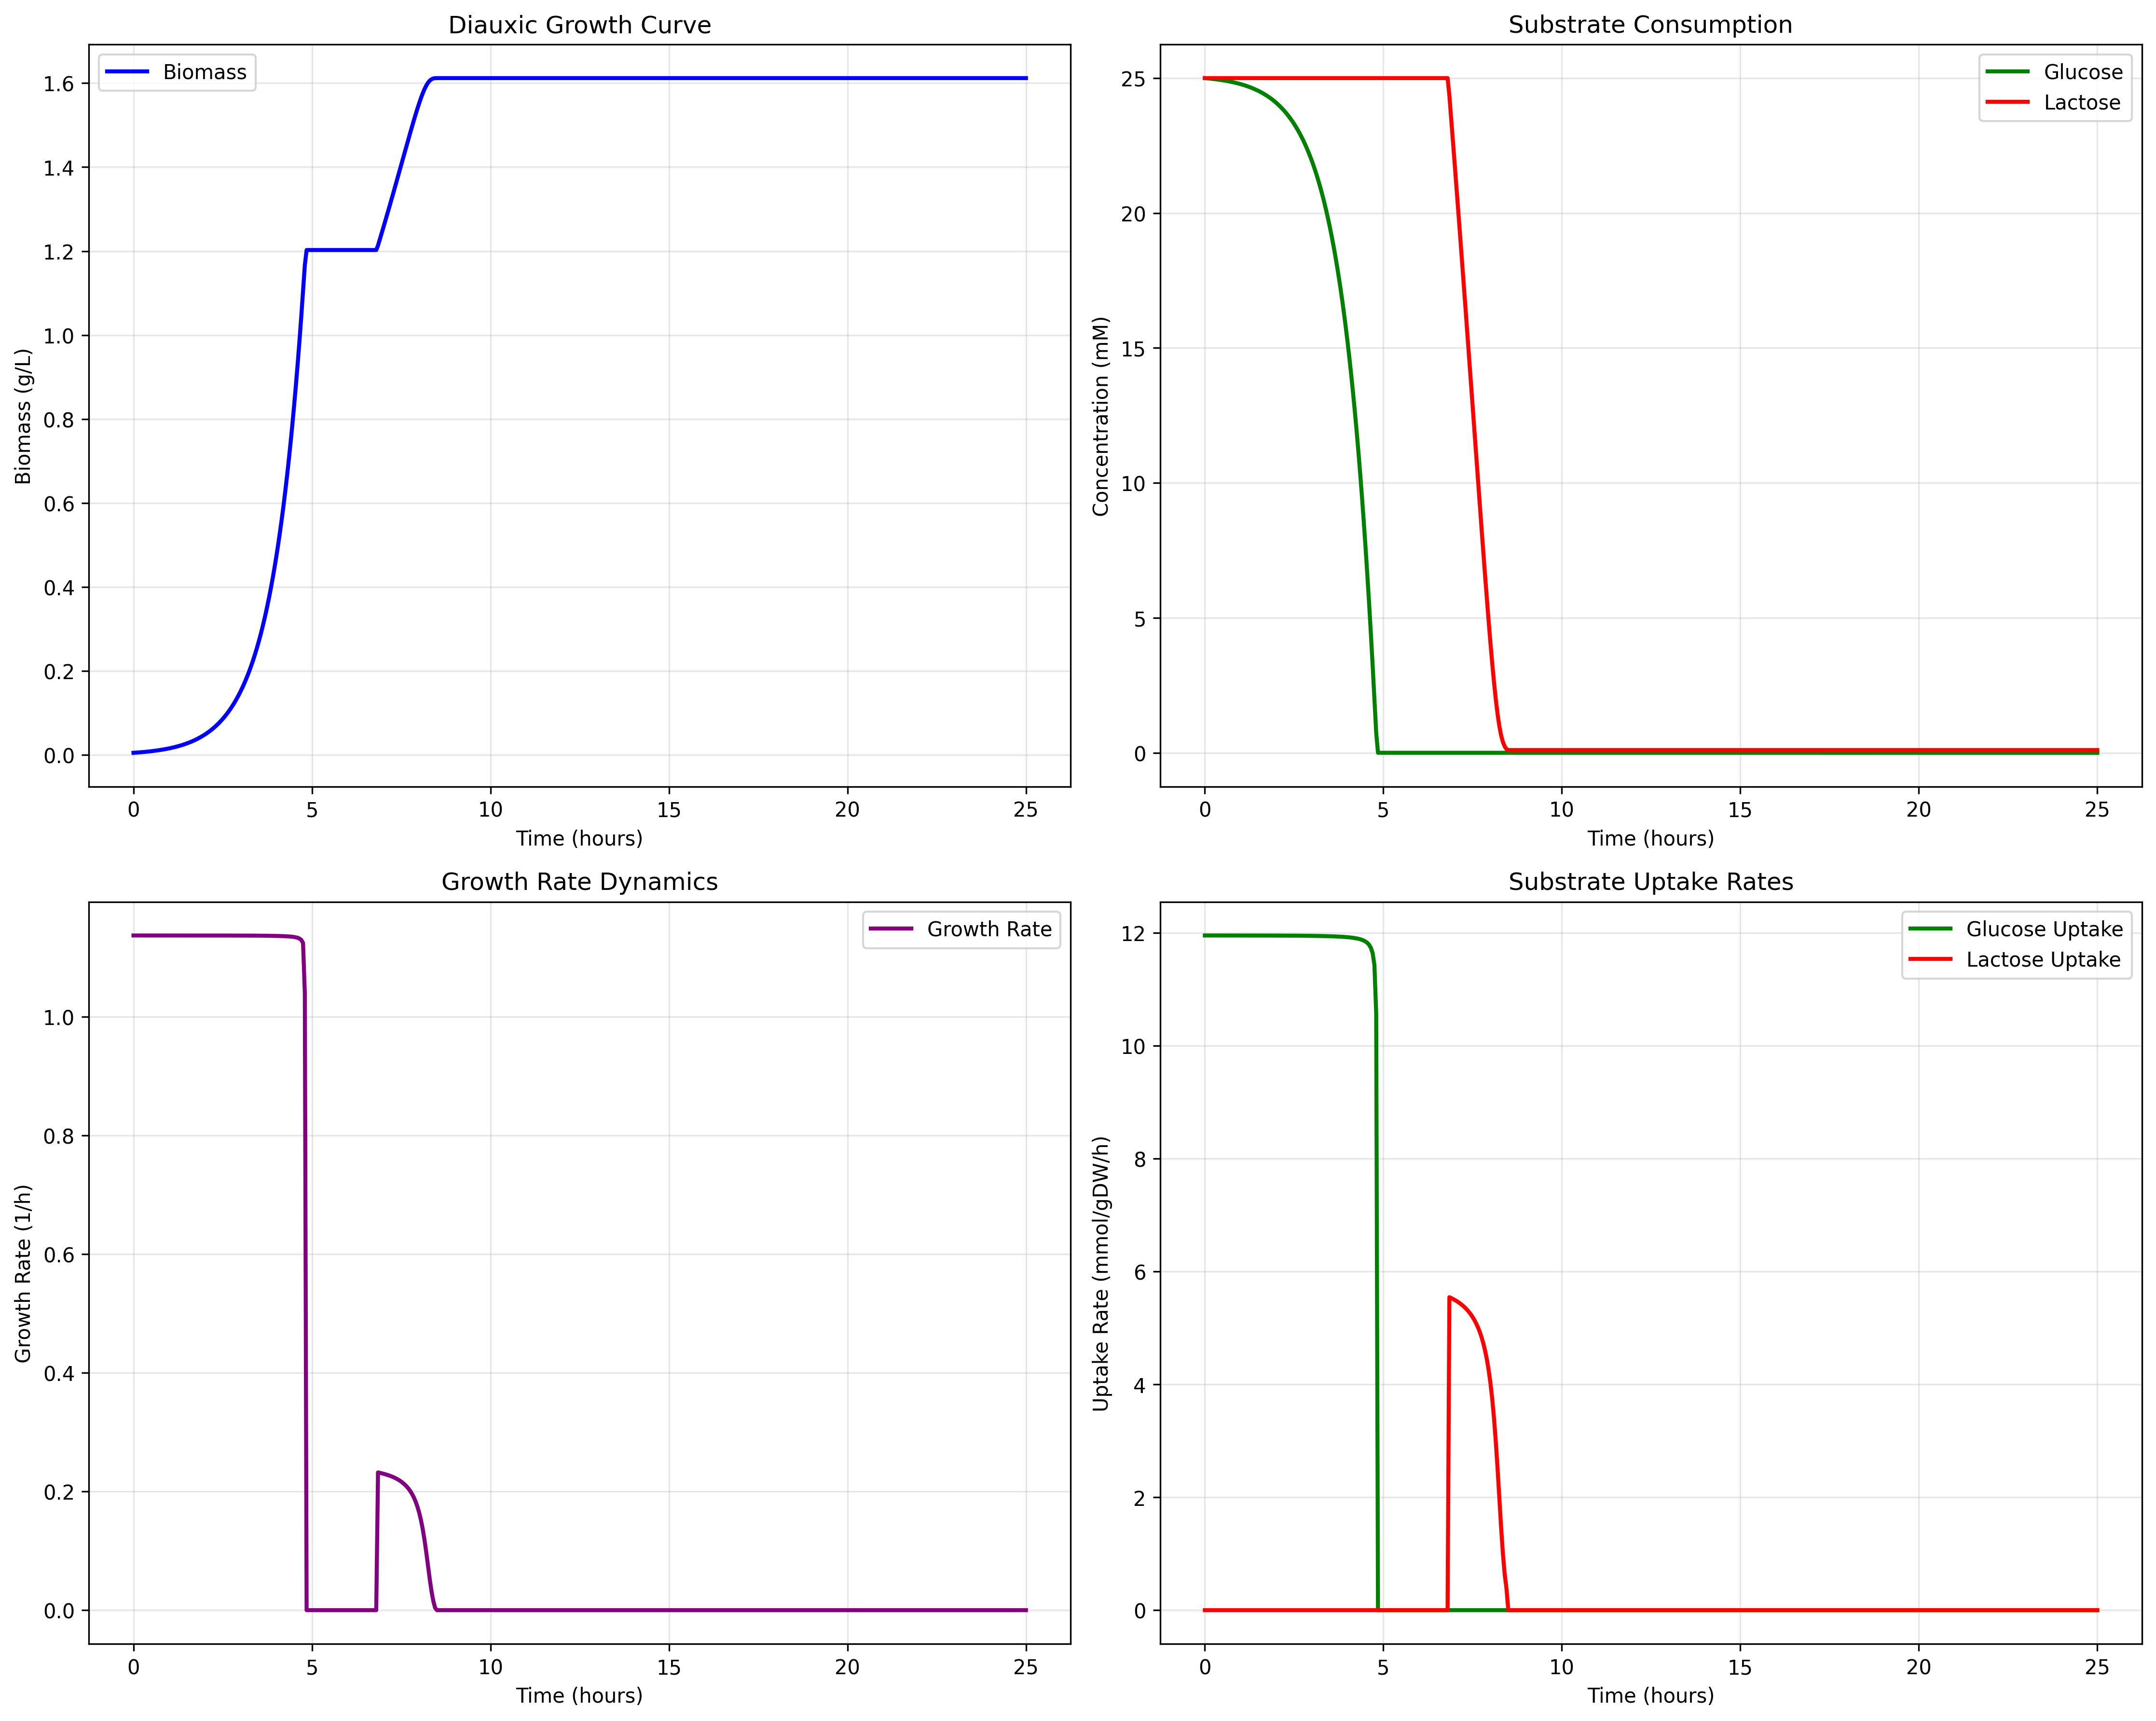 Diauxic Growth Curve
Biomass
Biomass (g/L)
1.6
1.4
1.2
1.0
0.8
0.6
0.4
0.2
0.0
0 5 10 15 20 25
Time (hours)
Substrate Consumption
Glucose
Lactose
Concentration (mM)
25
20
15
10
5
0
0 5 10 15 20 25
Time (hours)
Growth Rate Dynamics
Growth Rate
Growth Rate (1/h)
1.0
0.8
0.6
0.4
0.2
0.0
0 5 10 15 20 25
Time (hours)
Substrate Uptake Rates
Glucose Uptake
Lactose Uptake
Uptake Rate (mmol/gDW/h)
12
10
8
6
4
2
0
0 5 10 15 20 25
Time (hours)